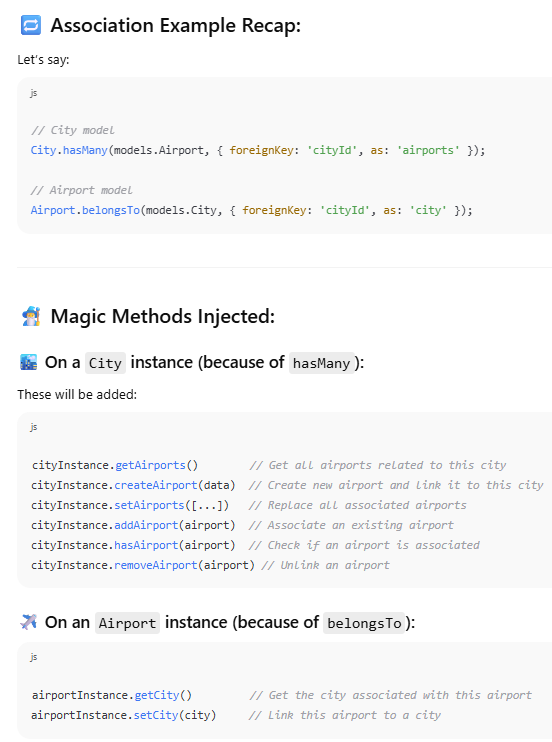 Association Example Recap:
Let's say:
js
// City model
City.hasMany(models.Airport, { foreignKey: 'cityId', as: 'airports' });
// Airport model
Airport.belongsTo(models.City, { foreignKey: 'cityId', as: 'city' });
Magic Methods Injected:
On a City instance (because of hasMany):
These will be added:
js
cityInstance.getAirports() // Get all airports related to this city
cityInstance.createAirport(data) // Create new airport and link it to this city
cityInstance.setAirports([...]) // Replace all associated airports
cityInstance.addAirport(airport) // Associate an existing airport
cityInstance.hasAirport(airport) // Check if an airport is associated
cityInstance.removeAirport(airport) // Unlink an airport
On an Airport instance (because of belongsTo):
js
airportInstance.getCity() // Get the city associated with this airport
airportInstance.setCity(city) // Link this airport to a city